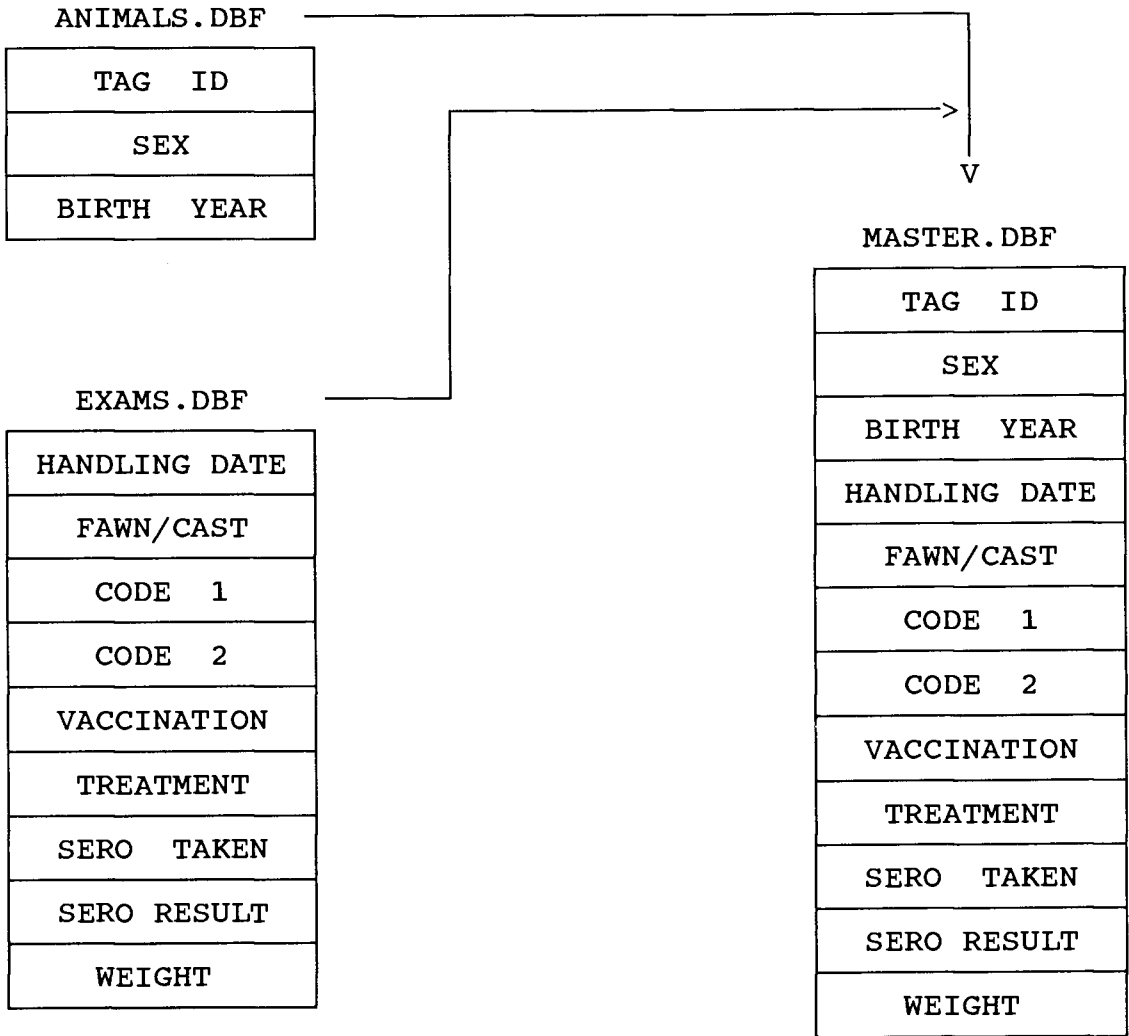 ANIMALS.DBF
TAG ID
SEX
BIRTH YEAR
>
V
EXAMS.DBF
HANDLING DATE
FAWN/CAST
CODE 1
CODE 2
VACCINATION
TREATMENT
SERO TAKEN
SERO RESULT
WEIGHT
MASTER.DBF
TAG ID
SEX
BIRTH YEAR
HANDLING DATE
FAWN/CAST
CODE 1
CODE 2
VACCINATION
TREATMENT
SERO TAKEN
SERO RESULT
WEIGHT